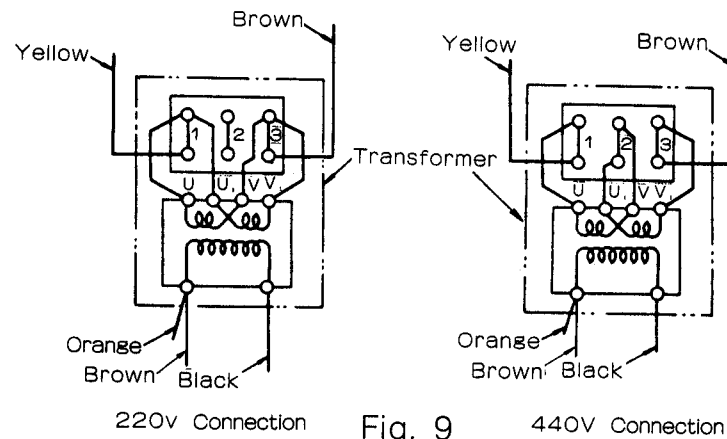 Brown
Yellow
1
2
3
U U₁ V V₁
Orange
Brown
Black
220V Connection
Transformer
Fig. 9
Yellow
Brown
1
2
3
U U₁ V V₁
Orange
Brown
Black
440V Connection